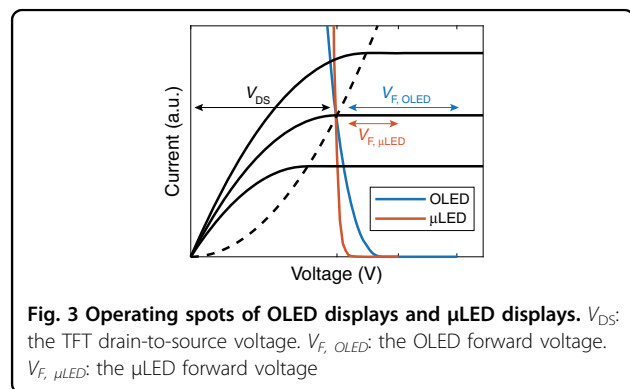 V_DS
V_F, OLED
V_F, μLED
Current (a.u.)
OLED
μLED
Voltage (V)
Fig. 3 Operating spots of OLED displays and μLED displays. V_DS:
the TFT drain-to-source voltage. V_F, OLED: the OLED forward voltage.
V_F, μLED: the μLED forward voltage